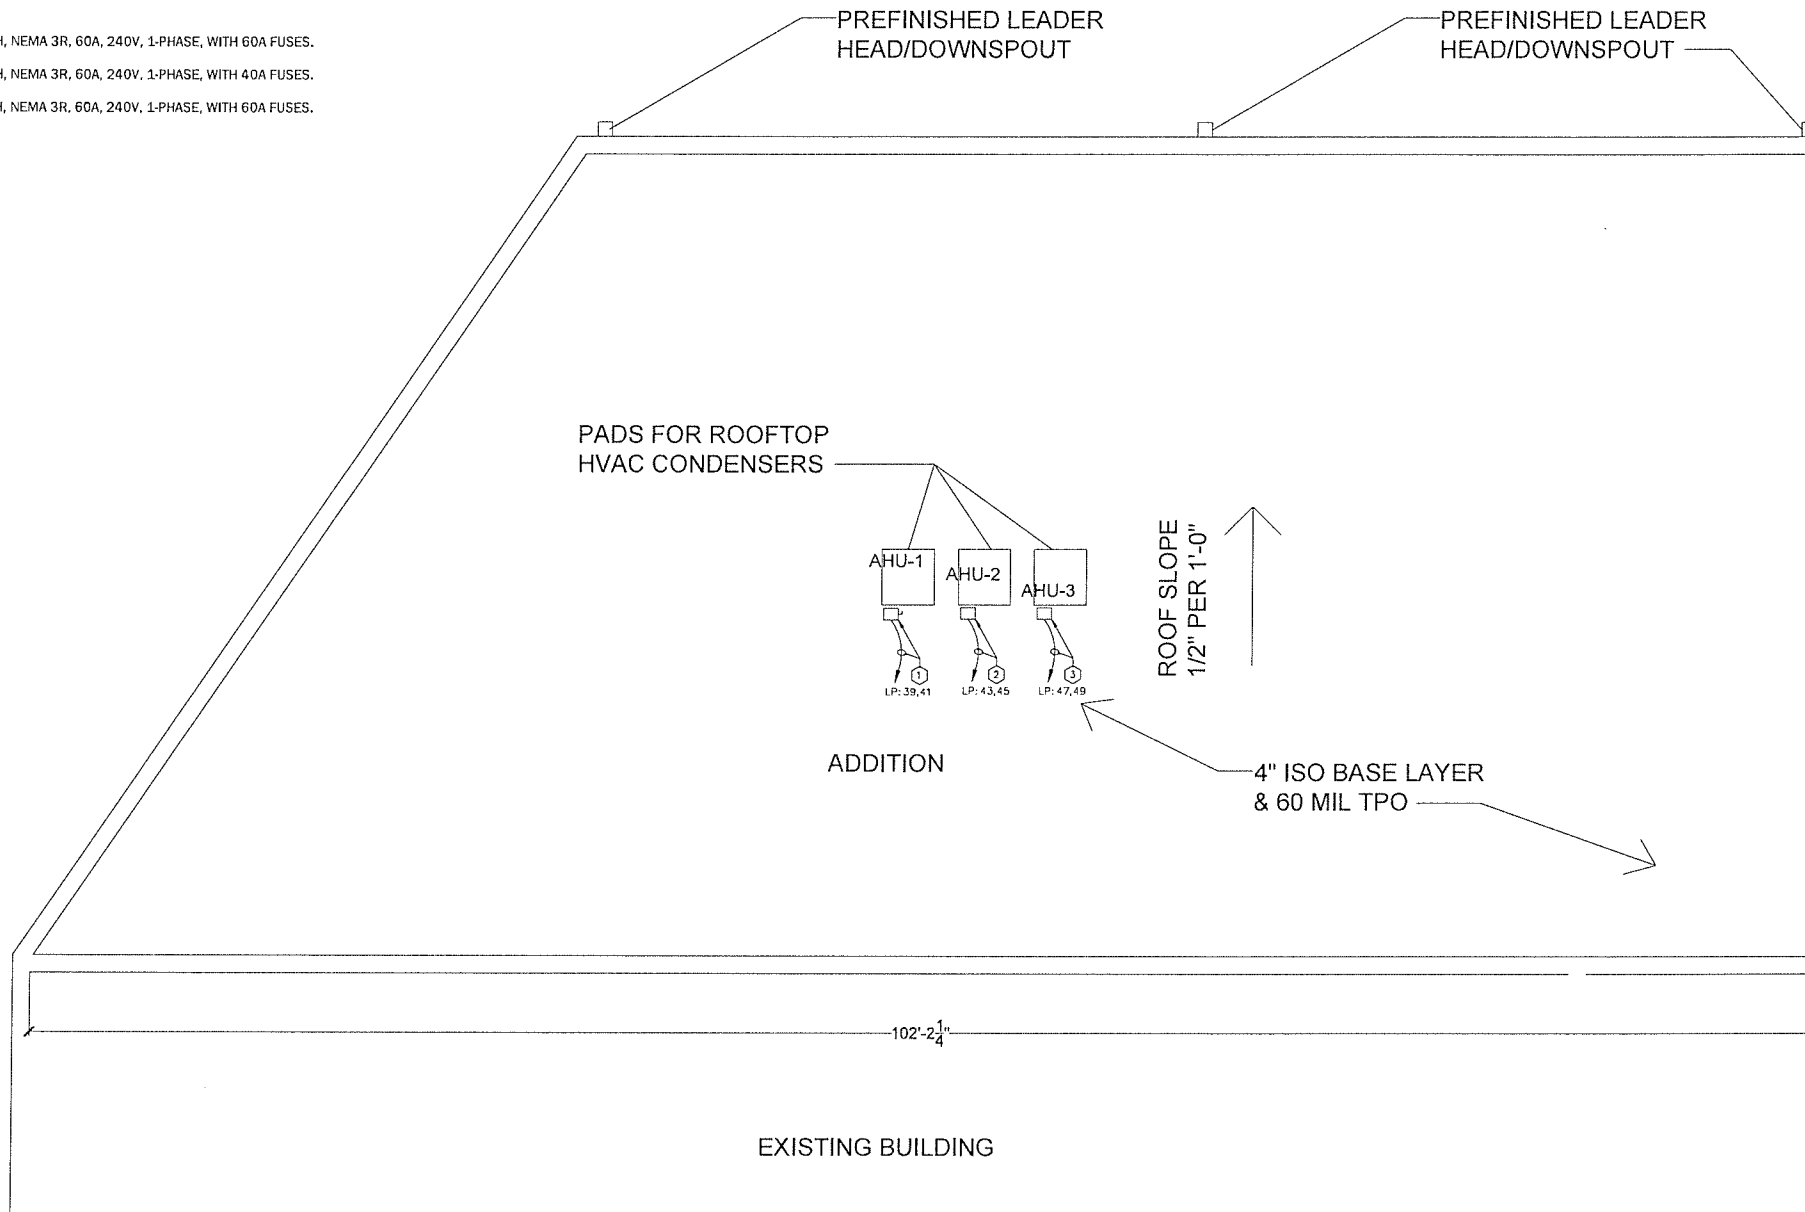 NEMA 3R, 60A, 240V, 1-PHASE, WITH 60A FUSES.
NEMA 3R, 60A, 240V, 1-PHASE, WITH 40A FUSES.
NEMA 3R, 60A, 240V, 1-PHASE, WITH 60A FUSES.
PREFINISHED LEADER
HEAD/DOWNSPOUT
PREFINISHED LEADER
HEAD/DOWNSPOUT
PADS FOR ROOFTOP
HVAC CONDENSERS
AHU-1
AHU-2
AHU-3
1
2
3
LP: 39,41
LP: 43,45
LP: 47,49
ROOF SLOPE
1/2" PER 1'-0"
ADDITION
4" ISO BASE LAYER
& 60 MIL TPO
102'-2 1/4"
EXISTING BUILDING